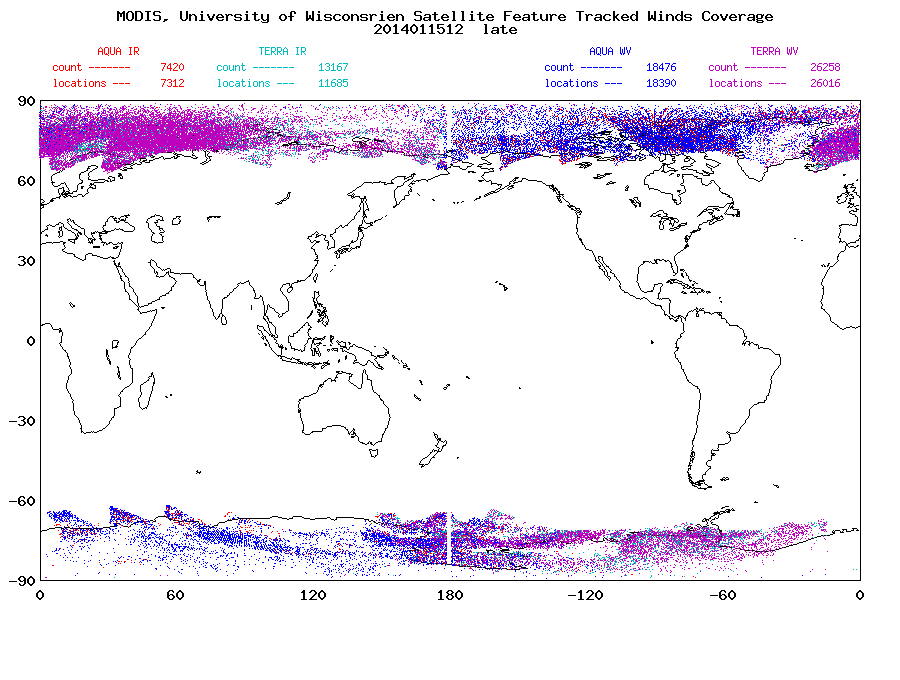 MODIS, University of Wisconsrien Satellite Feature Tracked Winds Coverage
2014011512 late
AQUA IR TERRA IR AQUA WV TERRA WV
count ------- 7420 count ------- 13167 count ------- 18476 count ------- 26258
locations --- 7312 locations --- 11685 locations --- 18390 locations --- 26016
90
60
30
0
-30
-60
-90
0 60 120 180 -120 -60 0